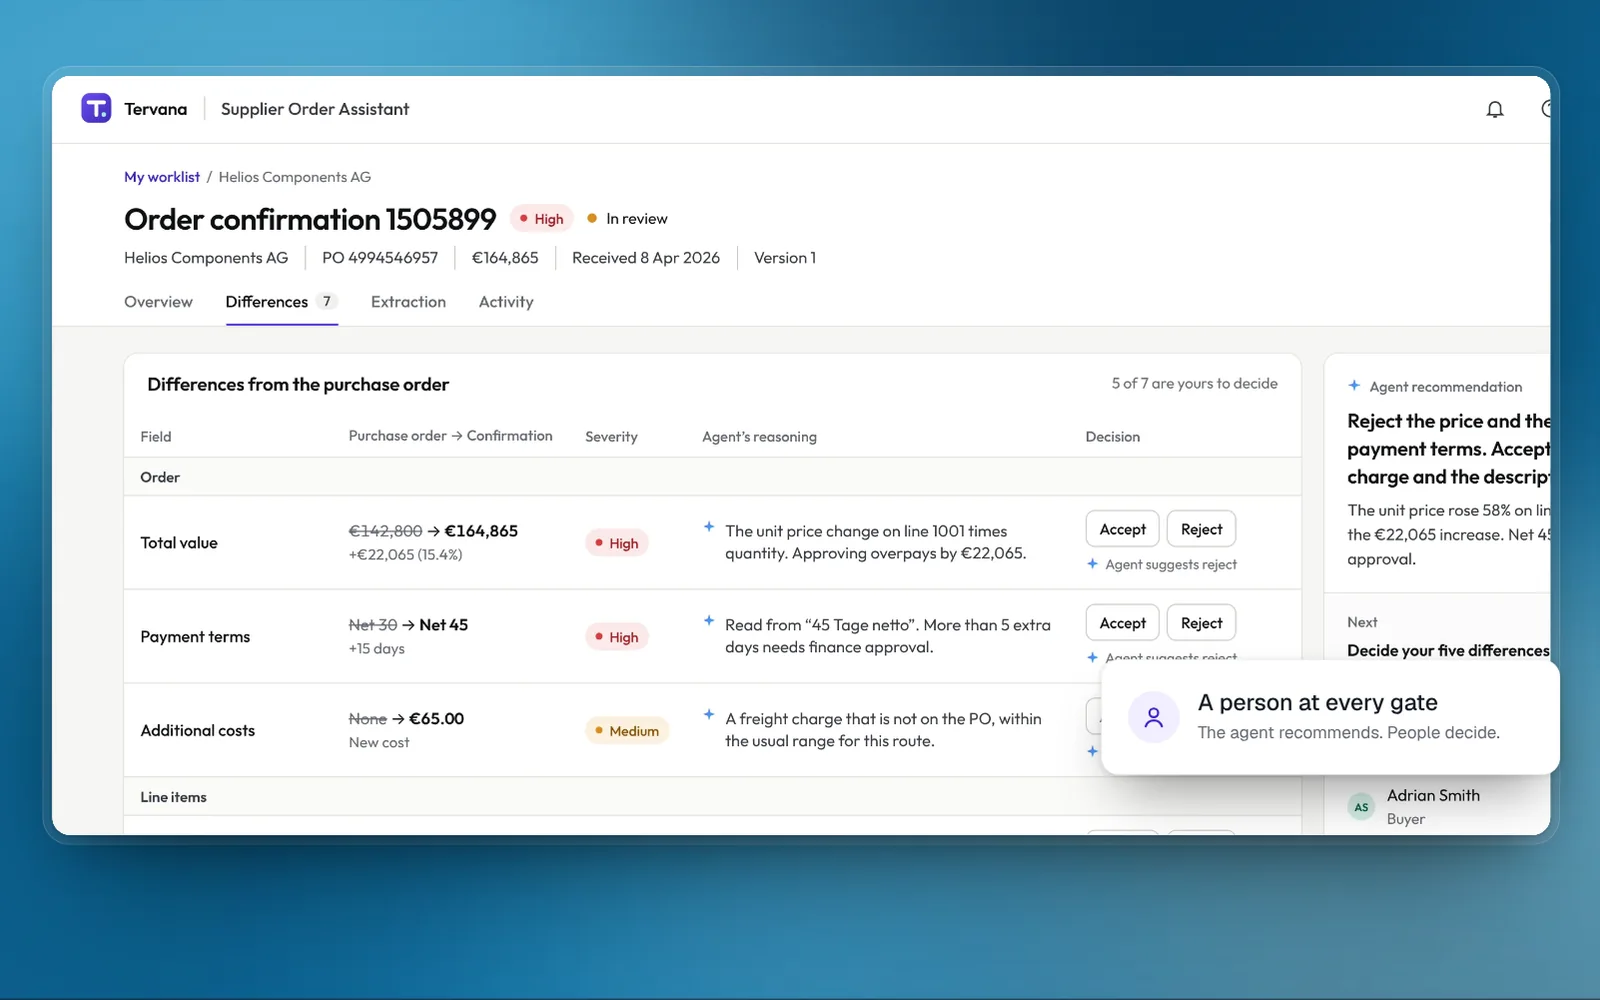 Tervana
Supplier Order Assistant
My worklist / Helios Components AG
Order confirmation 1505899
High
In review
Helios Components AG
PO 4994546957
€164,865
Received 8 Apr 2026
Version 1
Overview
Differences 7
Extraction
Activity
Differences from the purchase order
5 of 7 are yours to decide
Field
Purchase order → Confirmation
Severity
Agent's reasoning
Decision
Order
Total value
€142,800 → €164,865
+€22,065 (15.4%)
High
The unit price change on line 1001 times
quantity. Approving overpays by €22,065.
Accept
Reject
Agent suggests reject
Payment terms
Net 30 → Net 45
+15 days
High
Read from “45 Tage netto”. More than 5 extra
days needs finance approval.
Accept
Reject
Agent suggests reject
Additional costs
None → €65.00
New cost
Medium
A freight charge that is not on the PO, within
the usual range for this route.
Line items
Agent recommendation
Reject the price and the
payment terms. Accept
charge and the
The unit price rose 58% on
the €22,065 increase. Net
approval.
Next
Decide your five differences
A person at every gate
The agent recommends. People decide.
AS
Adrian Smith
Buyer